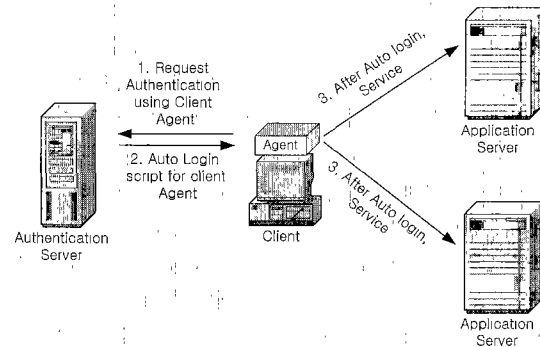 1. Request
Authentication
using Client
Agent
2. Auto Login
script for client
Agent
Authentication
Server
Agent
Client
3. After Auto login,
Service
3. After Auto login,
Service
Application
Server
Application
Server